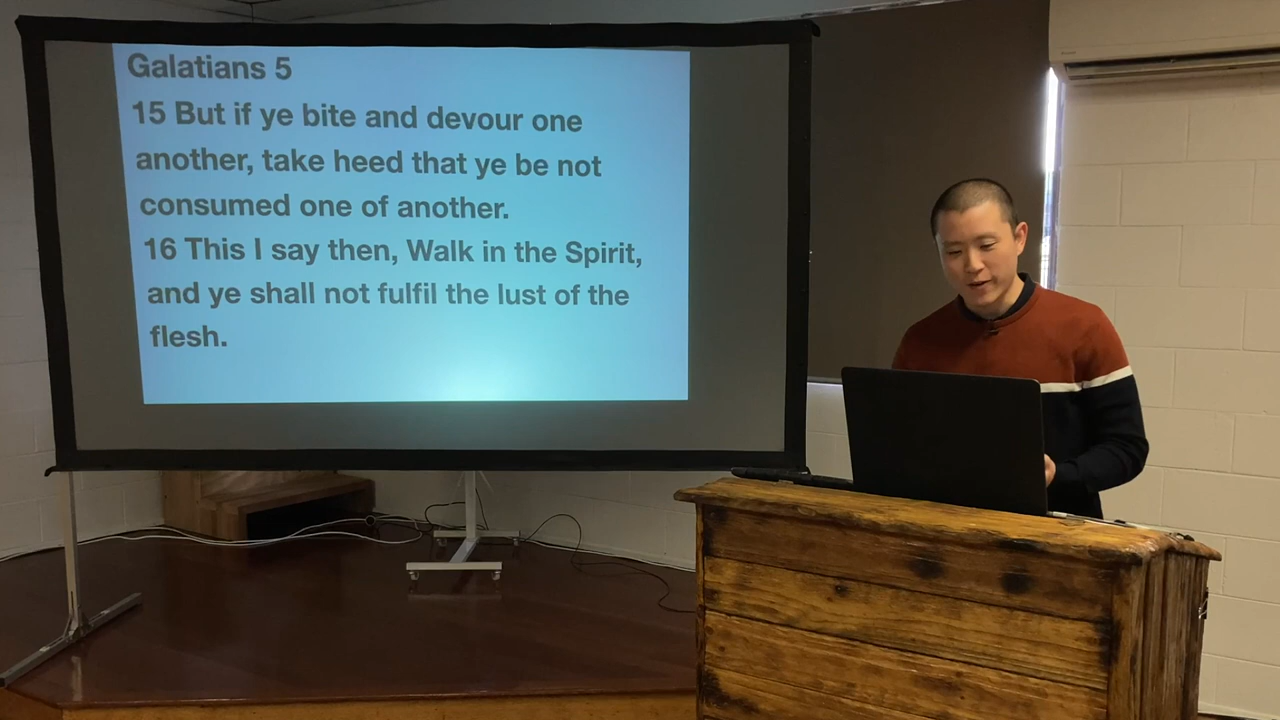 Galatians 5
15 But if ye bite and devour one
another, take heed that ye be not
consumed one of another.
16 This I say then, Walk in the Spirit,
and ye shall not fulfil the lust of the
flesh.